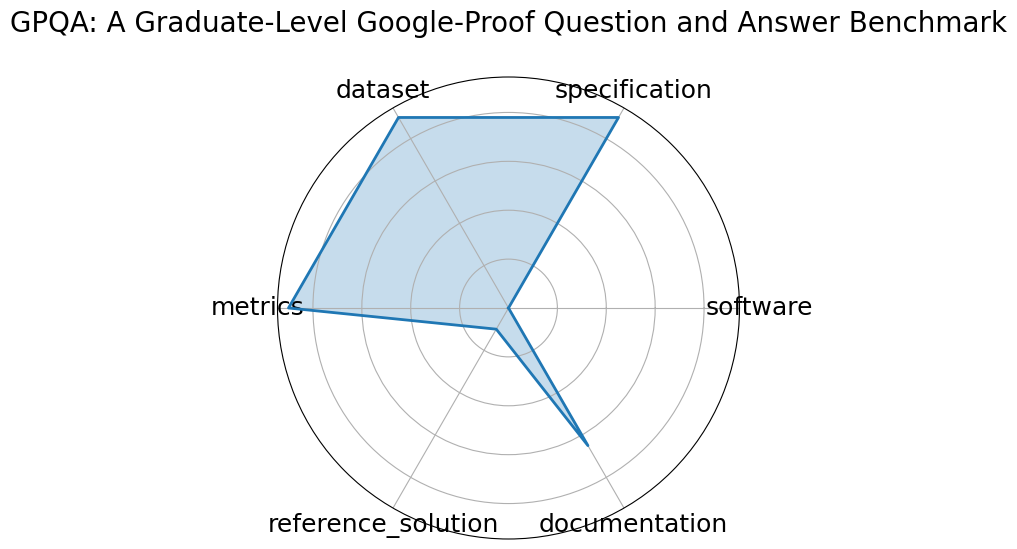 GPQA: A Graduate-Level Google-Proof Question and Answer Benchmark
dataset
specification
metrics
software
reference_solution
documentation